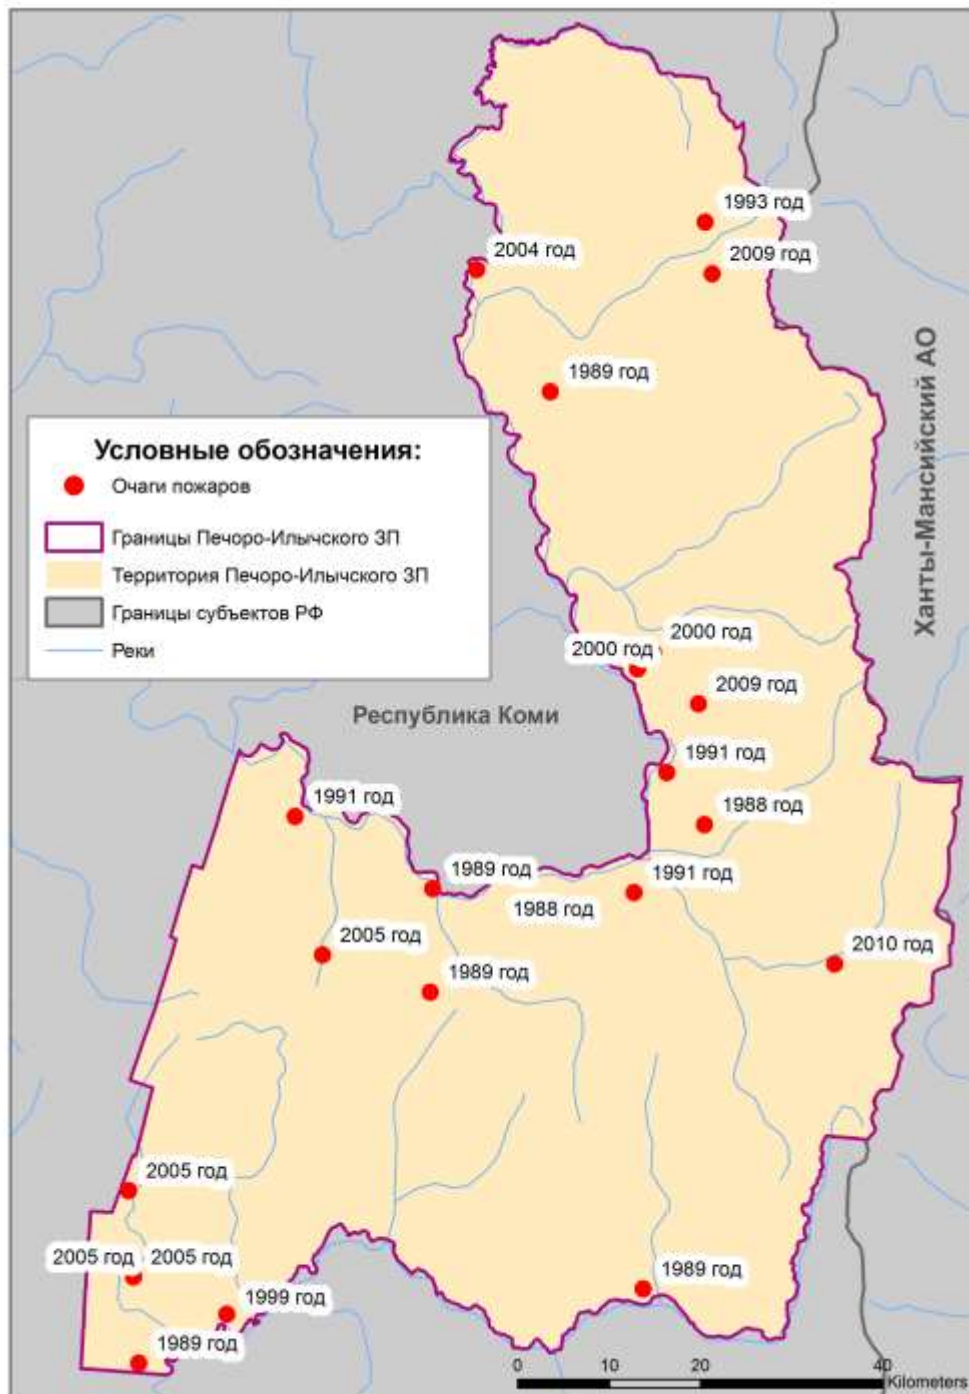 1993 год
2004 год
2009 год
1989 год
Условные обозначения:
Очаги пожаров
Границы Печоро-Илычского ЗП
Территория Печоро-Илычского ЗП
Границы субъектов РФ
Реки
Ханты-Мансийский АО
2000 год
2000 год
2009 год
Республика Коми
1991 год
1991 год
1988 год
1989 год
1991 год
1988 год
2005 год
2010 год
1989 год
2005 год
2005 год
2005 год
1989 год
1999 год
1989 год
0 10 20 40
Kilometers